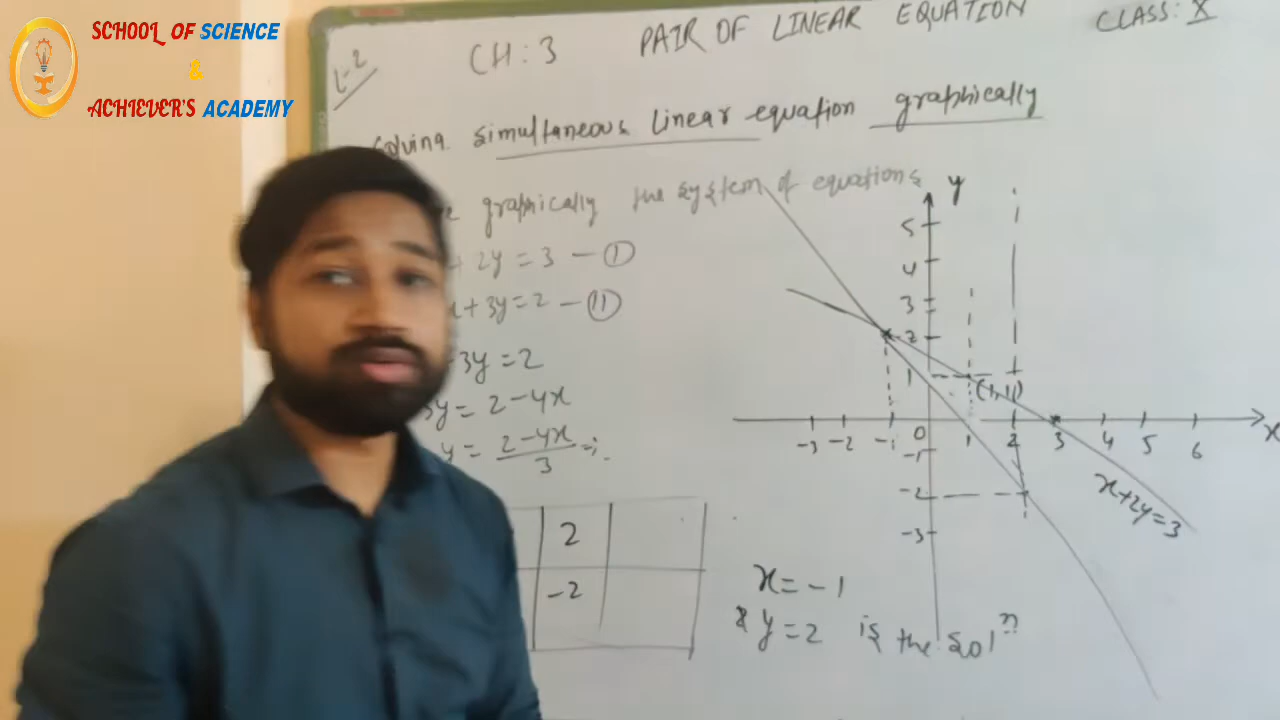 SCHOOL OF SCIENCE
&
ACHIEVER'S ACADEMY
L-2
CH : 3 PAIR OF LINEAR EQUATION CLASS: X
Solving simultaneous linear equation graphically
graphically the system of equations
+ 2y = 3 — (I)
x + 3y = 2 — (II)
3y = 2
3y = 2 - 4x
y = 2 - 4x
3
2
-2
y
5
4
3
2
1
(1,1)
-3 -2 -1 0 1 2 3 4 5 6 x
-1
-2
-3
x+2y=3
x = -1
& y = 2 is the solⁿ